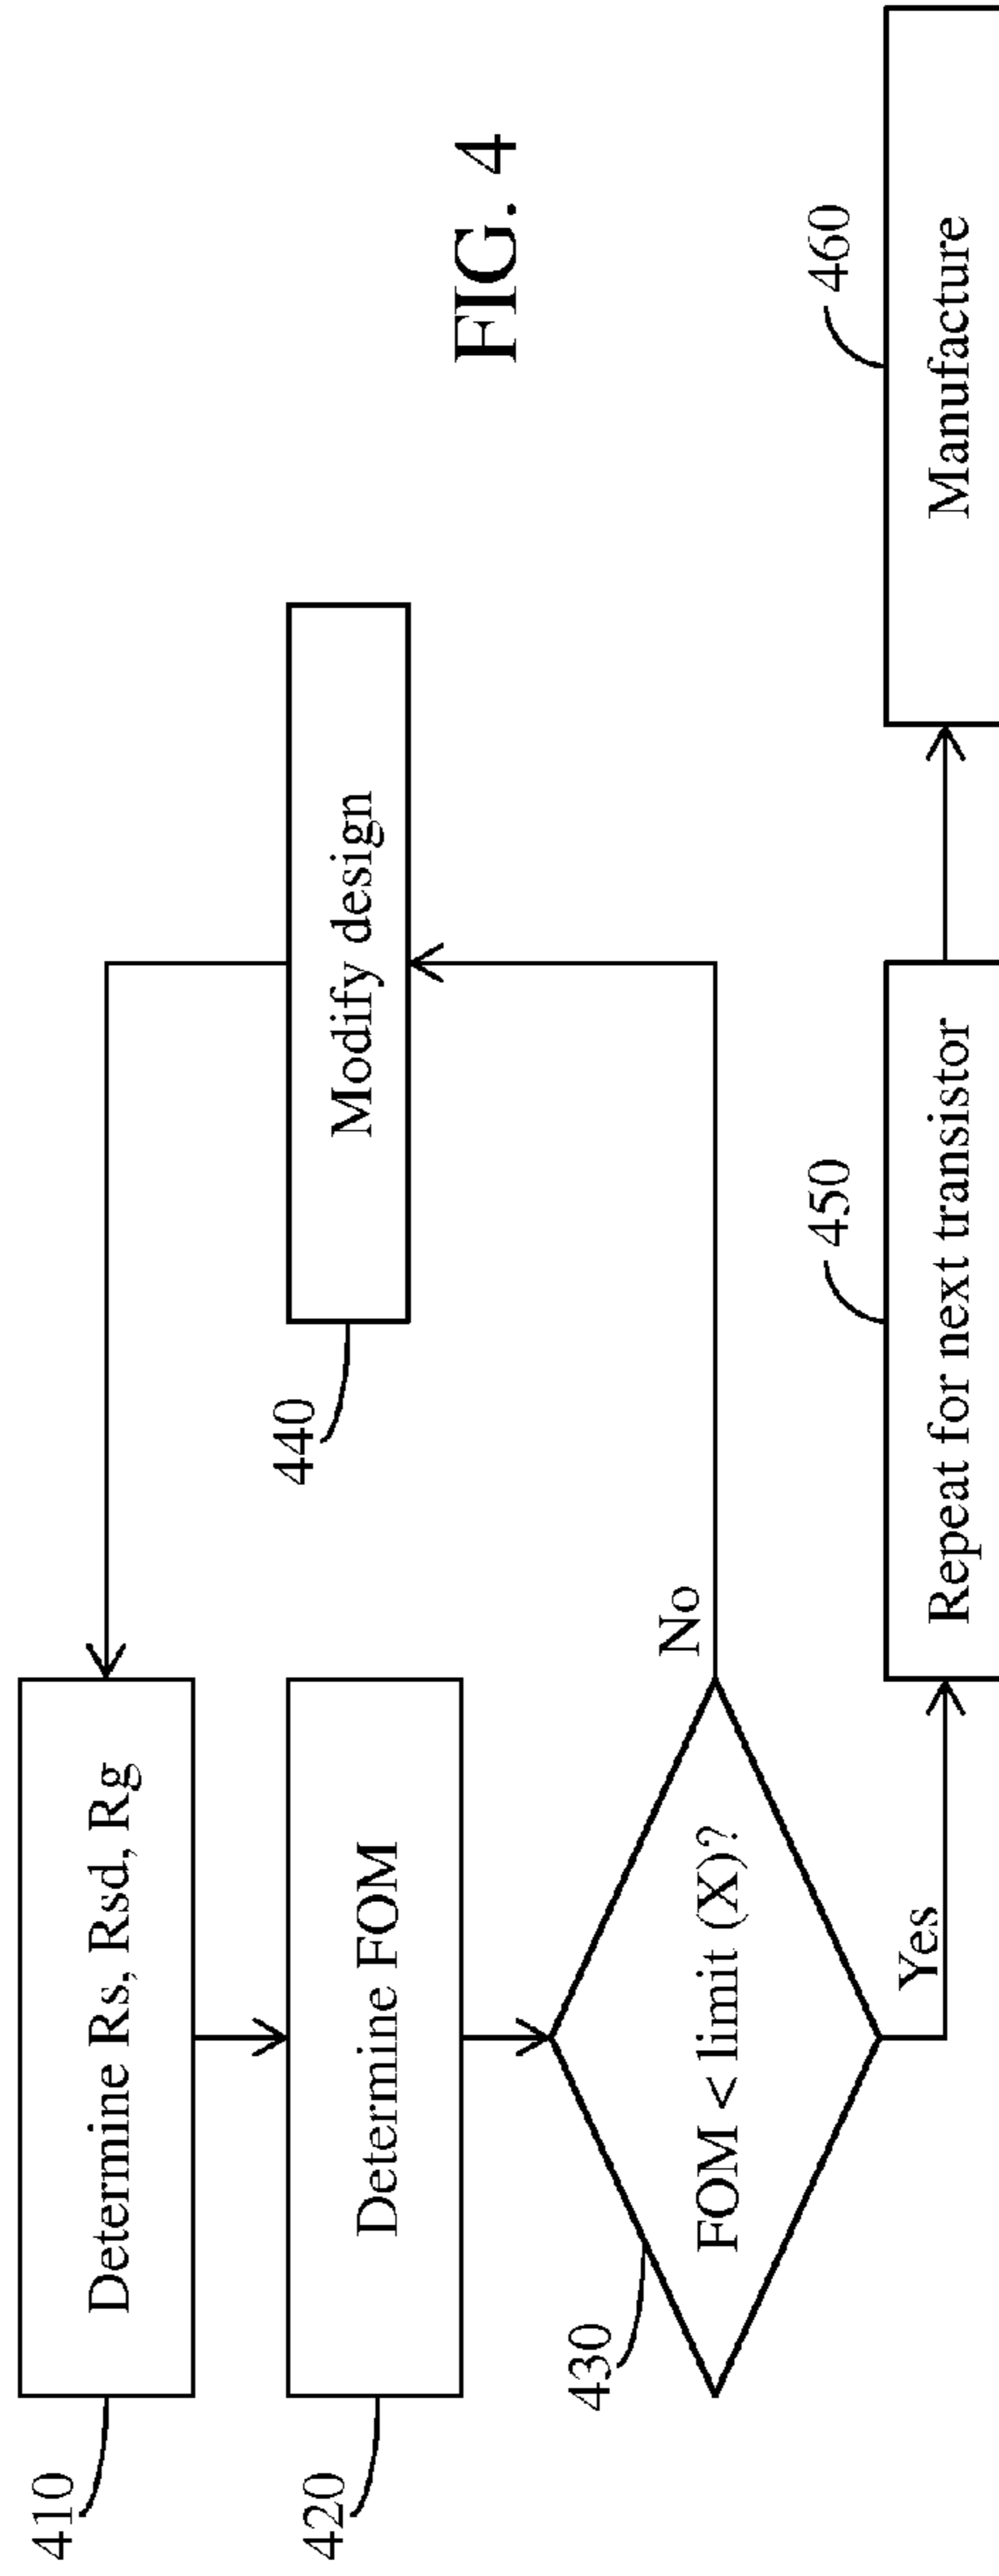 410
Determine Rs, Rsd, Rg
420
Determine FOM
430
FOM < limit (X)?
No
Yes
440
Modify design
450
Repeat for next transistor
460
Manufacture
FIG. 4